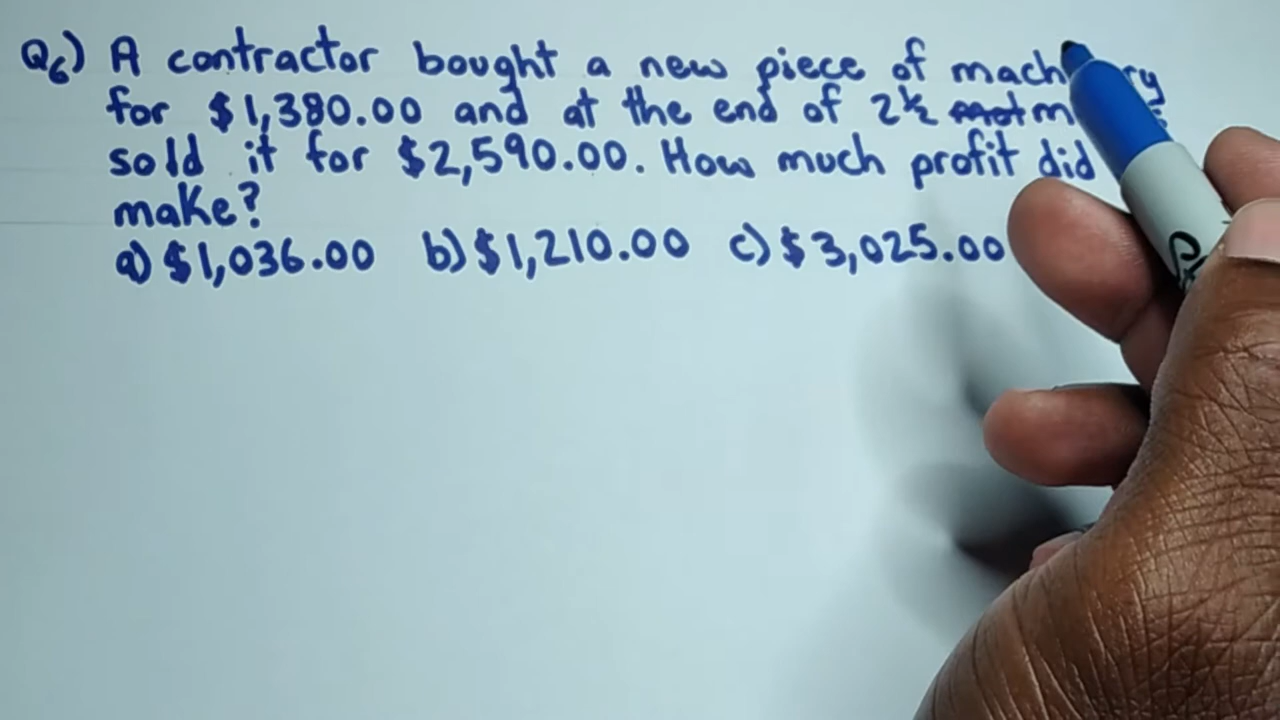 Q6) A contractor bought a new piece of
for $1,380.00 and at the end of 2½
sold it for $2,590.00. How much profit did
make?
a) $1,036.00 b) $1,210.00 c) $3,025.00